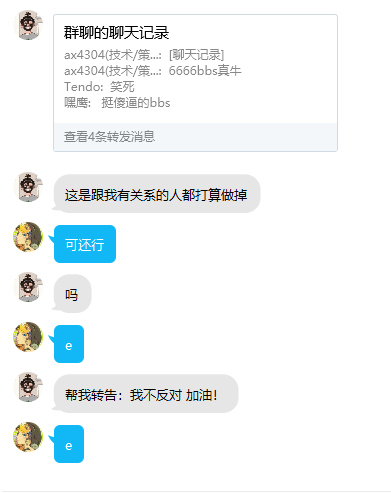 群聊的聊天记录
ax4304(技术/策...: [聊天记录]
ax4304(技术/策...: 6666bbs真牛
Tendo: 笑死
嘿鹰: 挺傻逼的bbs
查看4条转发消息
这是跟我有关系的人都打算做掉
可还行
吗
e
帮我转告：我不反对 加油！
e